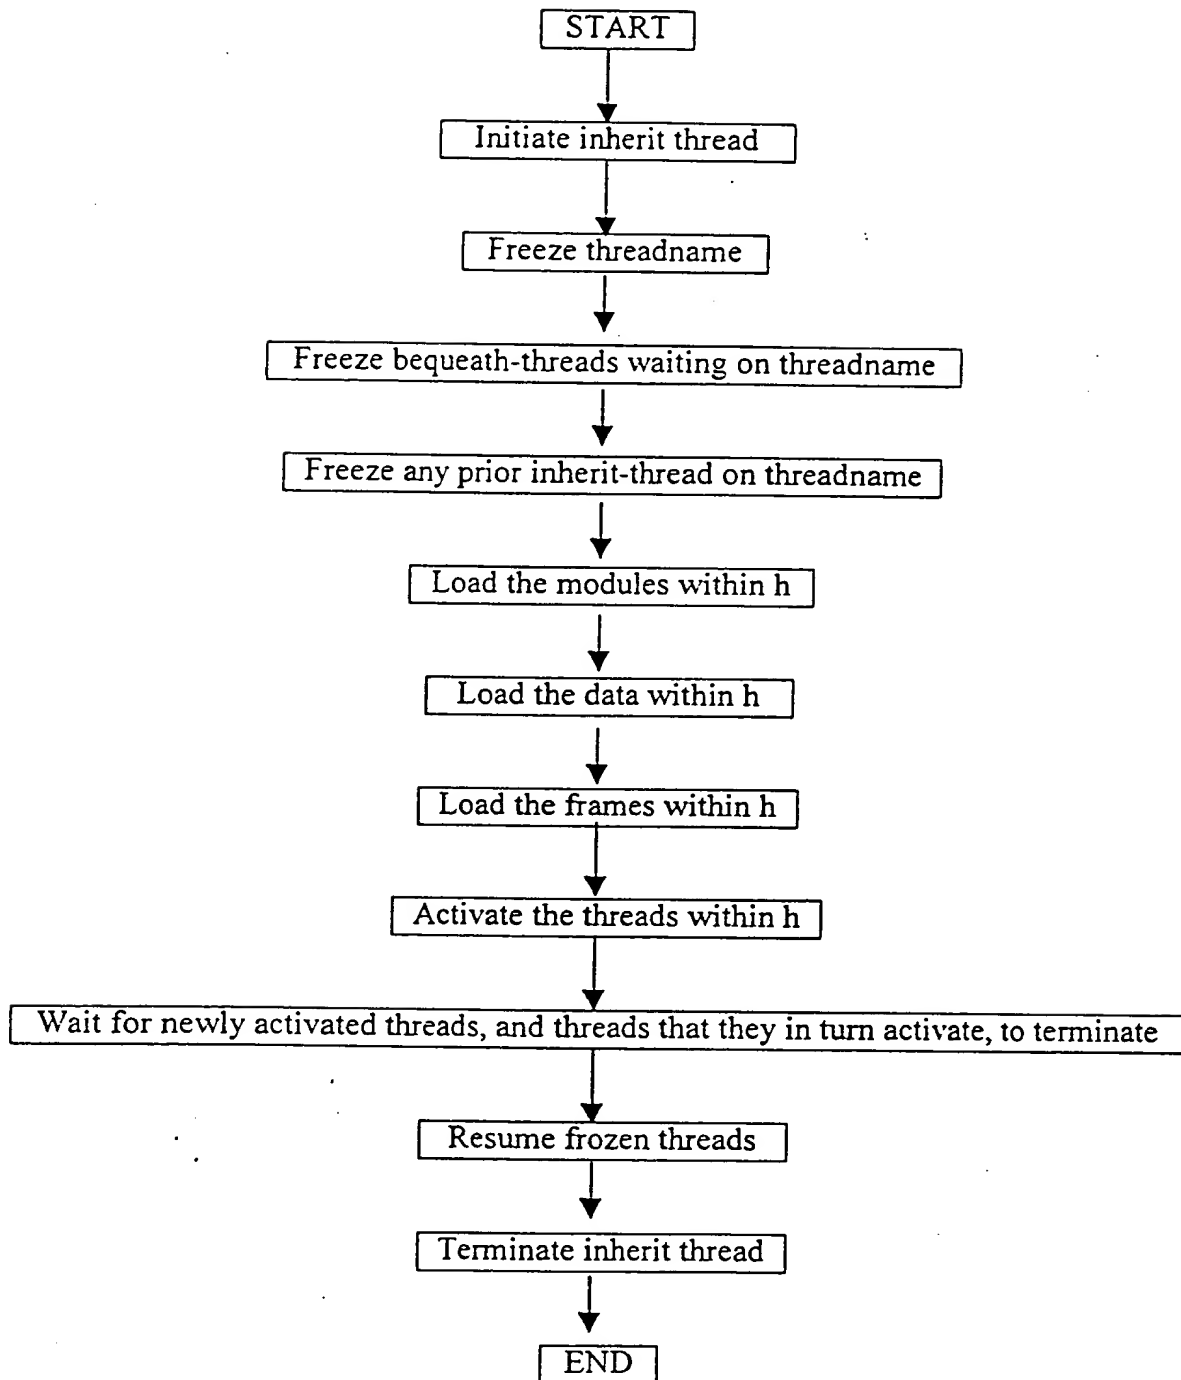 START
Initiate inherit thread
Freeze threadname
Freeze bequeath-threads waiting on threadname
Freeze any prior inherit-thread on threadname
Load the modules within h
Load the data within h
Load the frames within h
Activate the threads within h
Wait for newly activated threads, and threads that they in turn activate, to terminate
Resume frozen threads
Terminate inherit thread
END